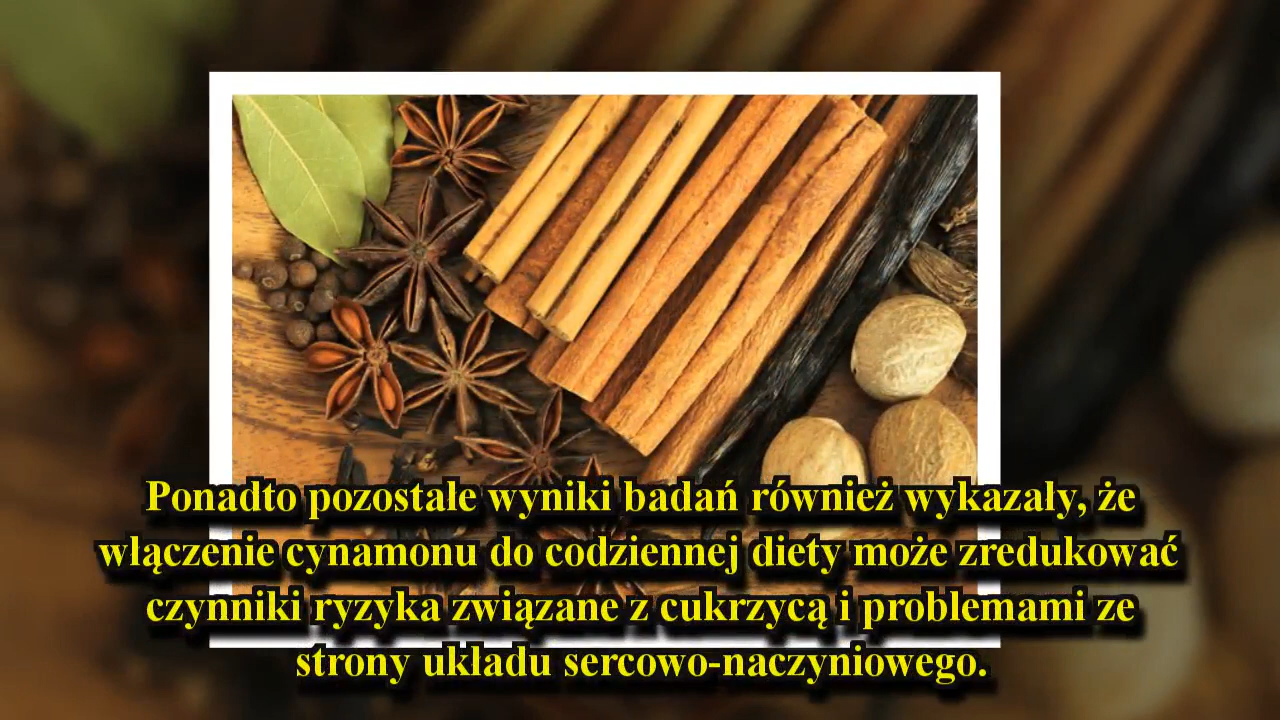 Ponadto pozostałe wyniki badań również wykazały, że
włączenie cynamonu do codziennej diety może zredukować
czynniki ryzyka związane z cukrzycą i problemami ze
strony układu sercowo-naczyniowego.